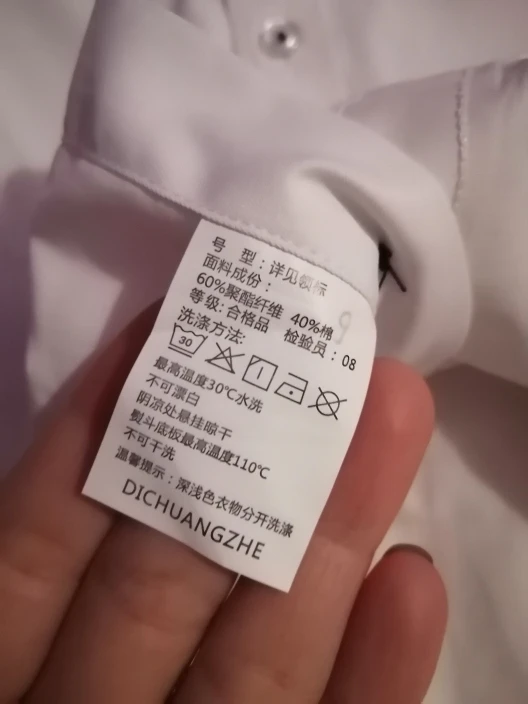 号 型：详见领标
面料成份：
60%聚酯纤维 40%棉
等级:合格品 检验员：08
洗涤方法:
30
最高温度30℃水洗
不可漂白
阴凉处悬挂晾干
熨斗底板最高温度110℃
不可干洗
温馨提示：深浅色衣物分开洗涤
DICHUANGZHE